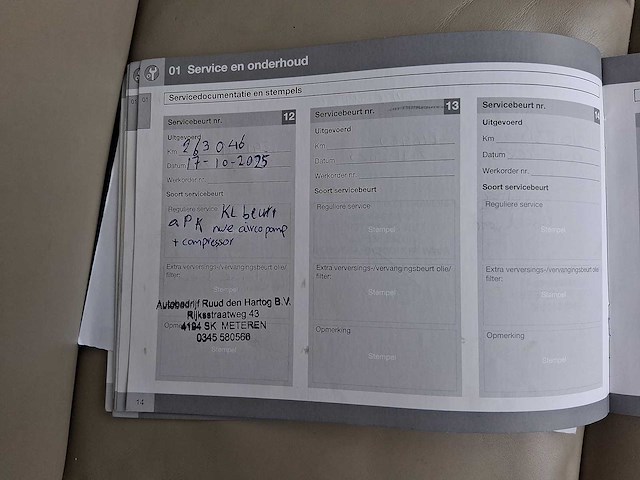 01 Service en onderhoud
Servicedocumentatie en stempels
Servicebeurt nr. 12
Uitgevoerd
Km 263046
Datum 17-10-2025
Werkorder nr.
Soort servicebeurt
Reguliere service KL beurt
aPK nwe aircopomp
+ compressor
Extra verversings-/vervangingsbeurt olie/
filter:
Stempel
Autobedrijf Ruud den Hartog B.V.
Rijksstraatweg 43
4194 SK METEREN
0345 580566
Stempel
14
Servicebeurt nr. 13
Uitgevoerd
Km
Datum
Werkorder nr.
Soort servicebeurt
Reguliere service
Stempel
Extra verversings-/vervangingsbeurt olie/
filter:
Stempel
Opmerking
Stempel
Servicebeurt nr. 14
Uitgevoerd
Km
Datum
Werkorder nr.
Soort servicebeurt
Reguliere service
Stempel
Extra verversings-/vervangingsbeurt olie
filter:
Stempel
Opmerking
Stempel